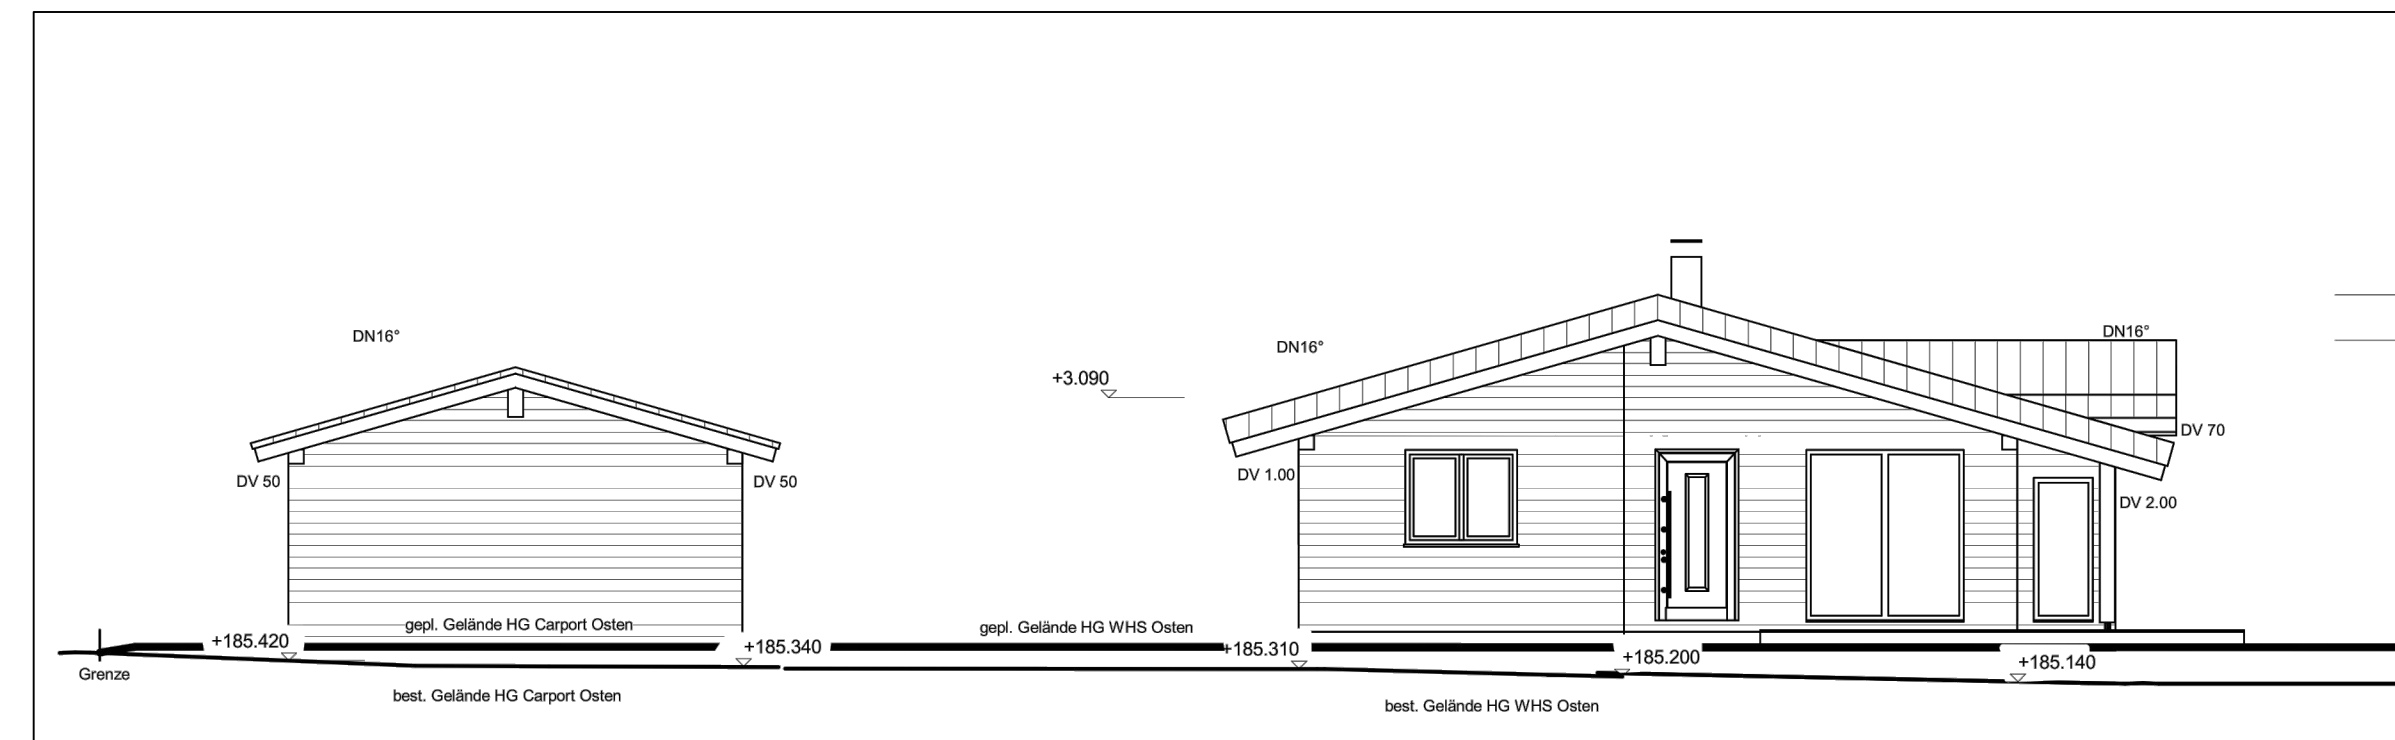 DN16°
DN16°
DN16°
+3.090
DV 70
DV 50
DV 50
DV 1.00
DV 2.00
gepl. Gelände HG Carport Osten
gepl. Gelände HG WHS Osten
+185.420
+185.340
+185.310
+185.200
+185.140
Grenze
best. Gelände HG Carport Osten
best. Gelände HG WHS Osten